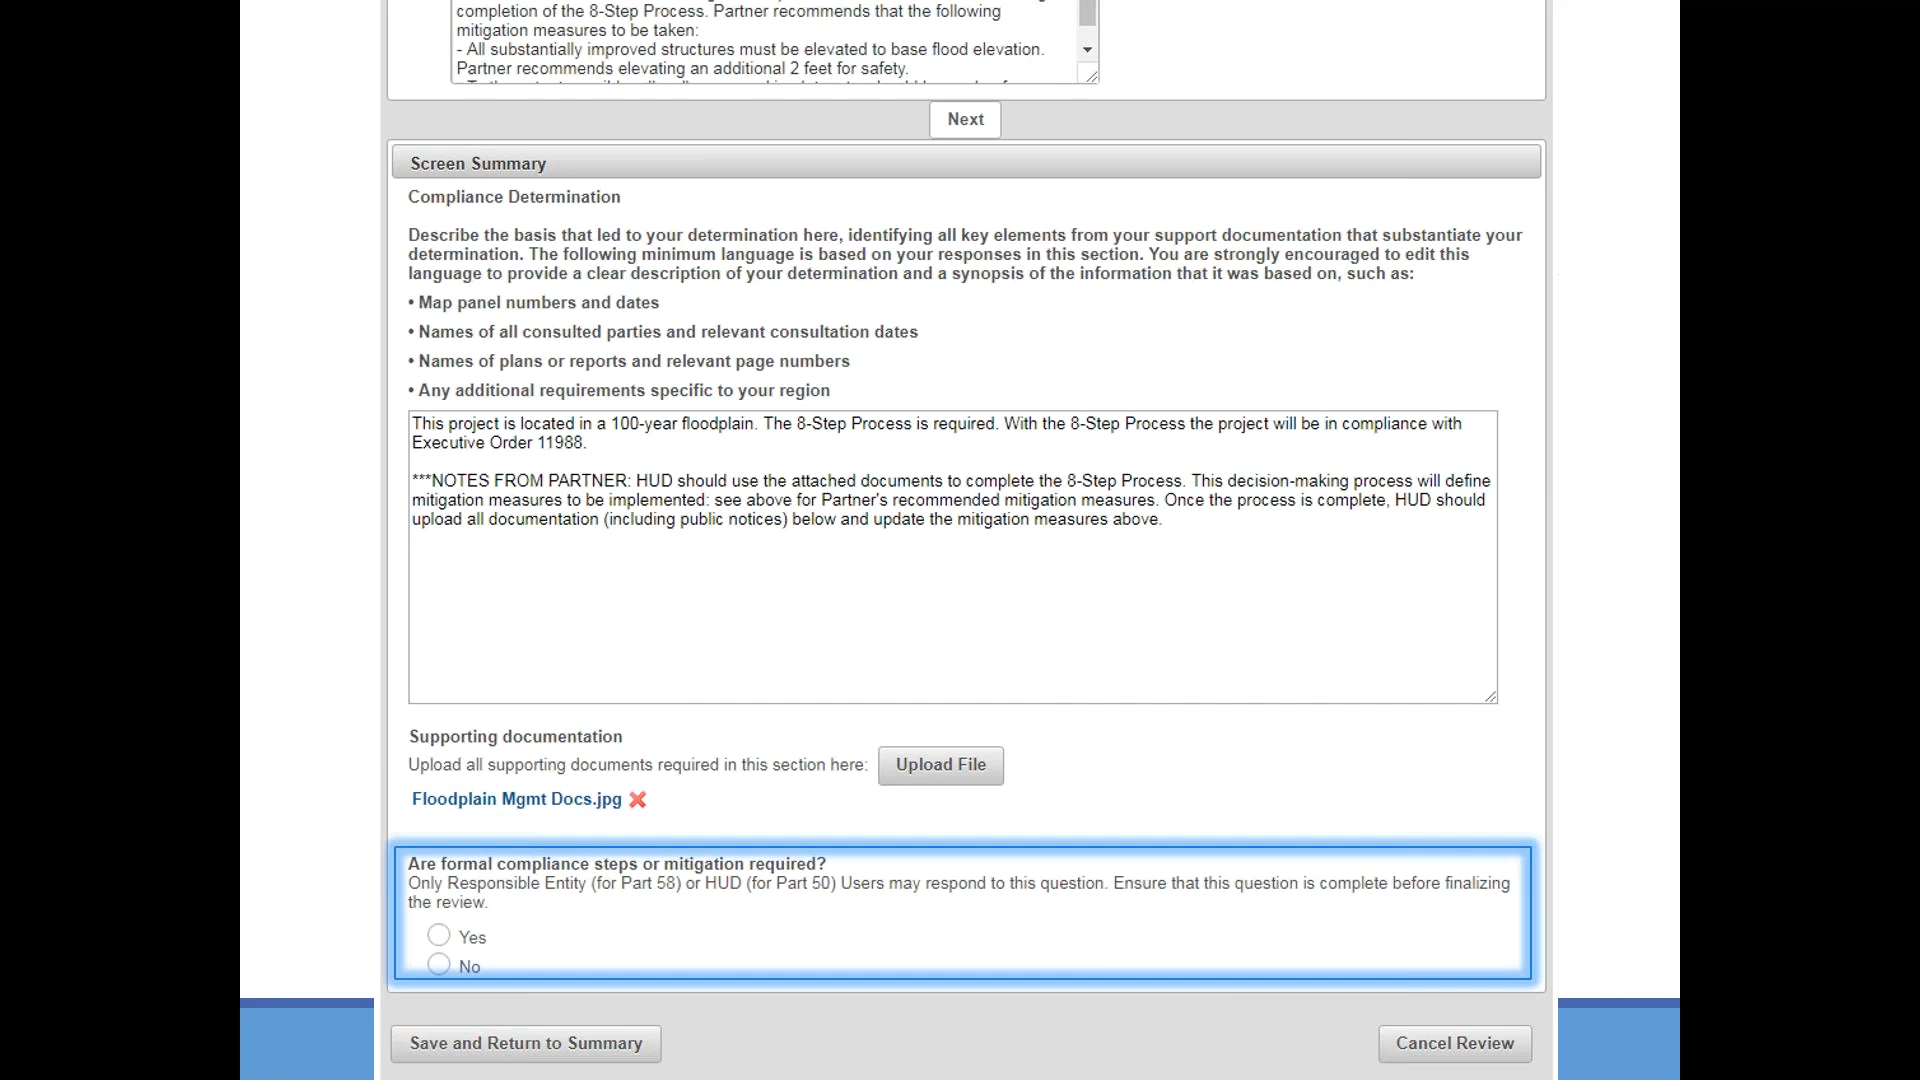 completion of the 8-Step Process. Partner recommends that the following
mitigation measures to be taken:
- All substantially improved structures must be elevated to base flood elevation.
Partner recommends elevating an additional 2 feet for safety.
Next
Screen Summary
Compliance Determination
Describe the basis that led to your determination here, identifying all key elements from your support documentation that substantiate your
determination. The following minimum language is based on your responses in this section. You are strongly encouraged to edit this
language to provide a clear description of your determination and a synopsis of the information that it was based on, such as:
• Map panel numbers and dates
• Names of all consulted parties and relevant consultation dates
• Names of plans or reports and relevant page numbers
• Any additional requirements specific to your region
This project is located in a 100-year floodplain. The 8-Step Process is required. With the 8-Step Process the project will be in compliance with
Executive Order 11988.
***NOTES FROM PARTNER: HUD should use the attached documents to complete the 8-Step Process. This decision-making process will define
mitigation measures to be implemented: see above for Partner's recommended mitigation measures. Once the process is complete, HUD should
upload all documentation (including public notices) below and update the mitigation measures above.
Supporting documentation
Upload all supporting documents required in this section here:
Upload File
Floodplain Mgmt Docs.jpg
Are formal compliance steps or mitigation required?
Only Responsible Entity (for Part 58) or HUD (for Part 50) Users may respond to this question. Ensure that this question is complete before finalizing
the review.
Yes
No
Save and Return to Summary
Cancel Review